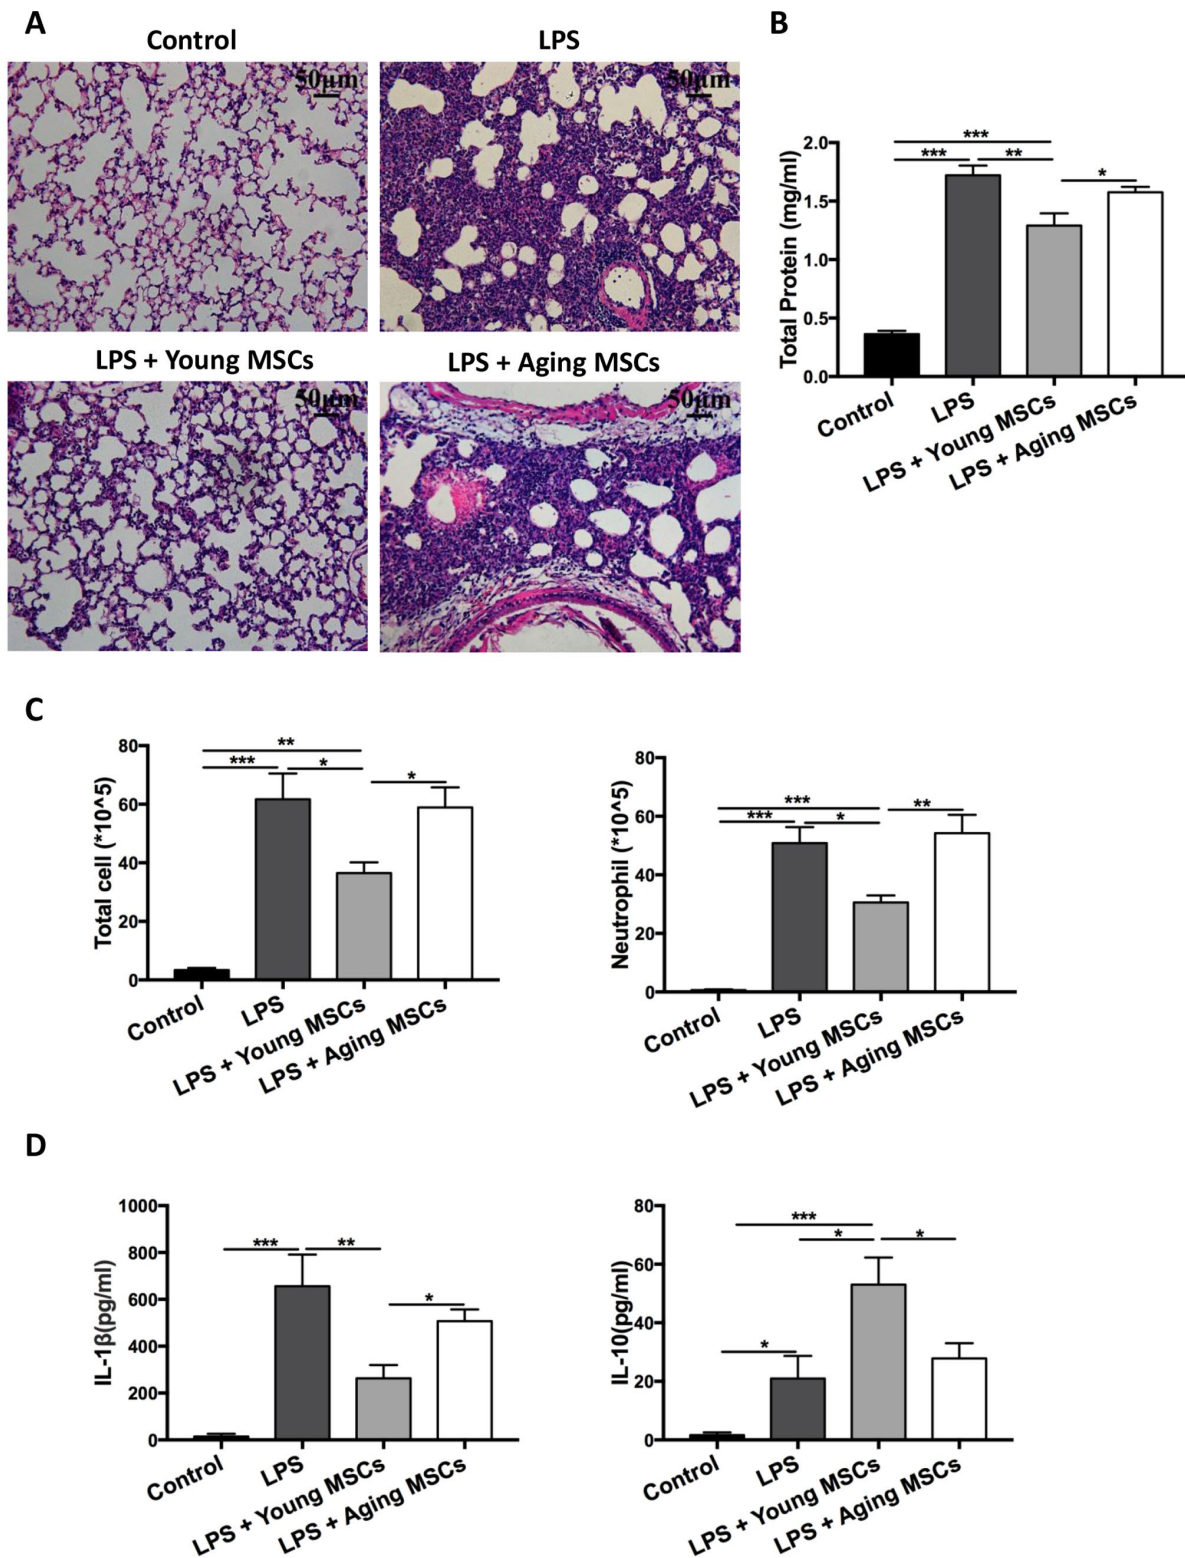 A
Control
LPS
50μm
50μm
LPS + Young MSCs
LPS + Aging MSCs
50μm
50μm
B
Total Protein (mg/ml)
2.0
1.5
1.0
0.5
0.0
***
***
**
*
Control
LPS
LPS + Young MSCs
LPS + Aging MSCs
C
Total cell (*10^5)
80
60
40
20
0
**
***
*
*
Control
LPS
LPS + Young MSCs
LPS + Aging MSCs
Neutrophil (*10^5)
80
60
40
20
0
***
**
***
*
Control
LPS
LPS + Young MSCs
LPS + Aging MSCs
D
IL-1β(pg/ml)
1000
800
600
400
200
0
***
**
*
Control
LPS
LPS + Young MSCs
LPS + Aging MSCs
IL-10(pg/ml)
80
60
40
20
0
***
*
*
*
Control
LPS
LPS + Young MSCs
LPS + Aging MSCs